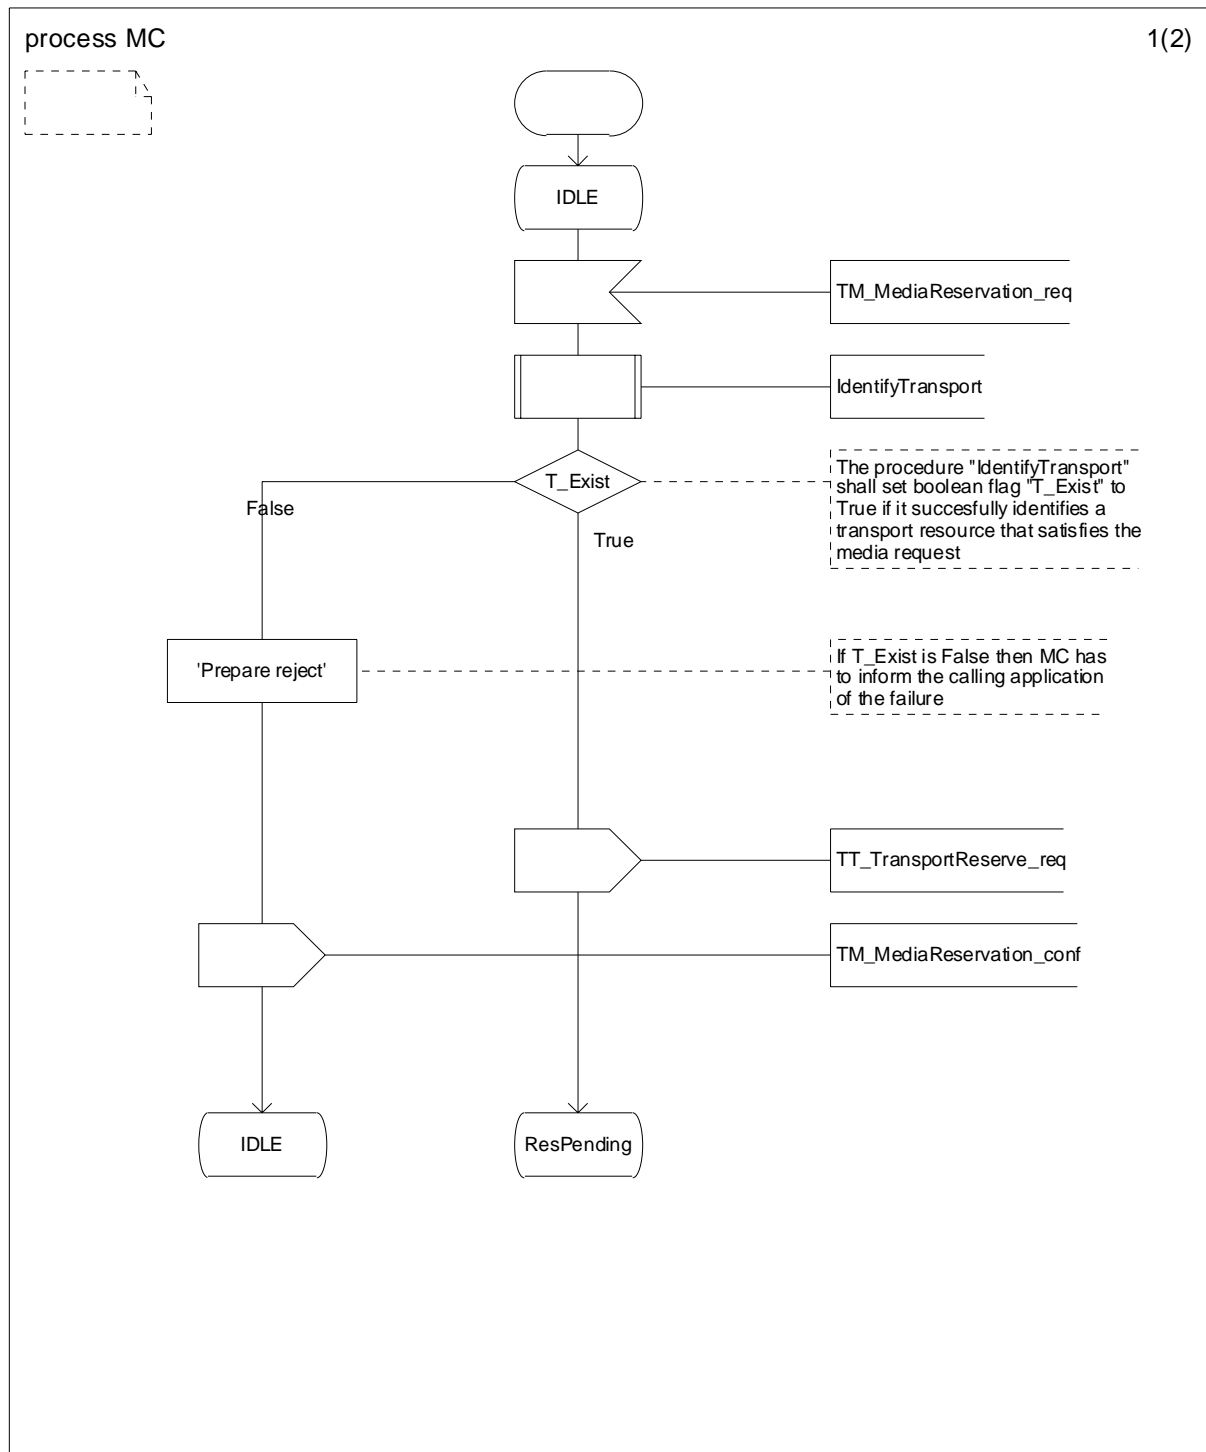 process MC
1(2)
IDLE
TM_MediaReservation_req
IdentifyTransport
T_Exist
The procedure "IdentifyTransport"
shall set boolean flag "T_Exist" to
True if it succesfully identifies a
transport resource that satisfies the
media request
False
True
'Prepare reject'
If T_Exist is False then MC has
to inform the calling application
of the failure
TT_TransportReserve_req
TM_MediaReservation_conf
IDLE
ResPending